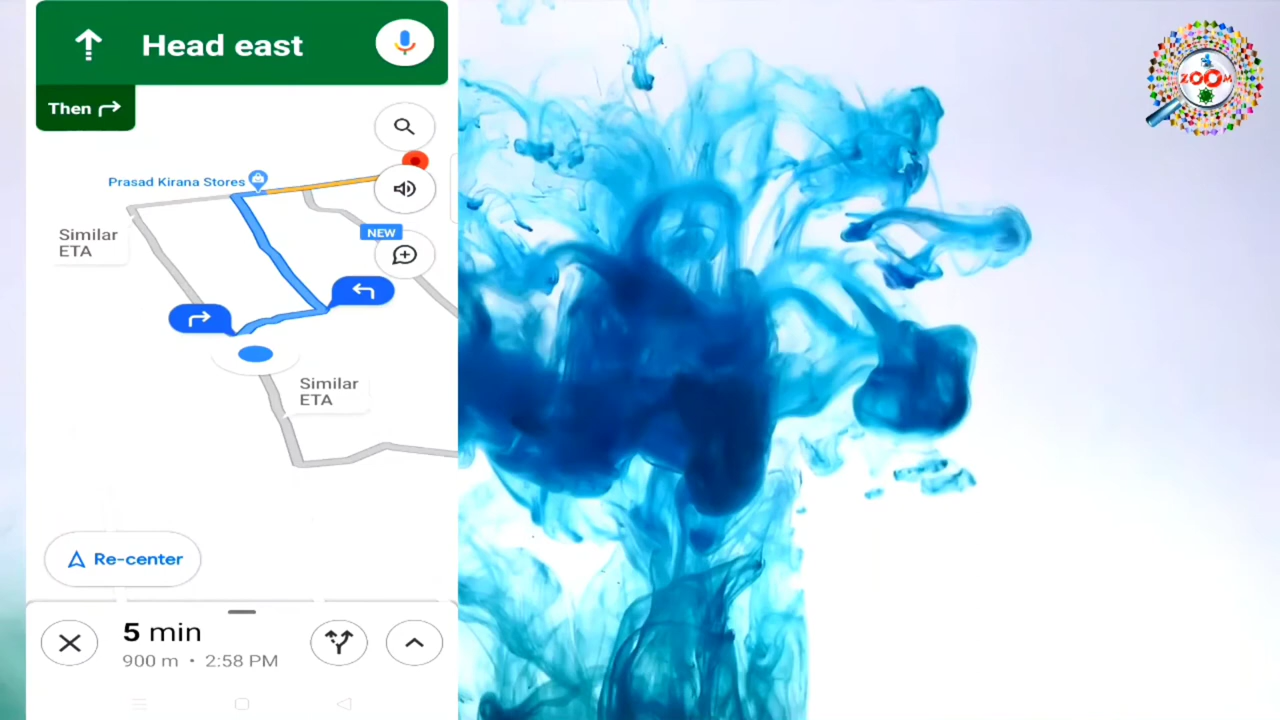 Head east
Then
Prasad Kirana Stores
NEW
Similar
ETA
Similar
ETA
Re-center
5 min
900 m • 2:58 PM
ZOOM